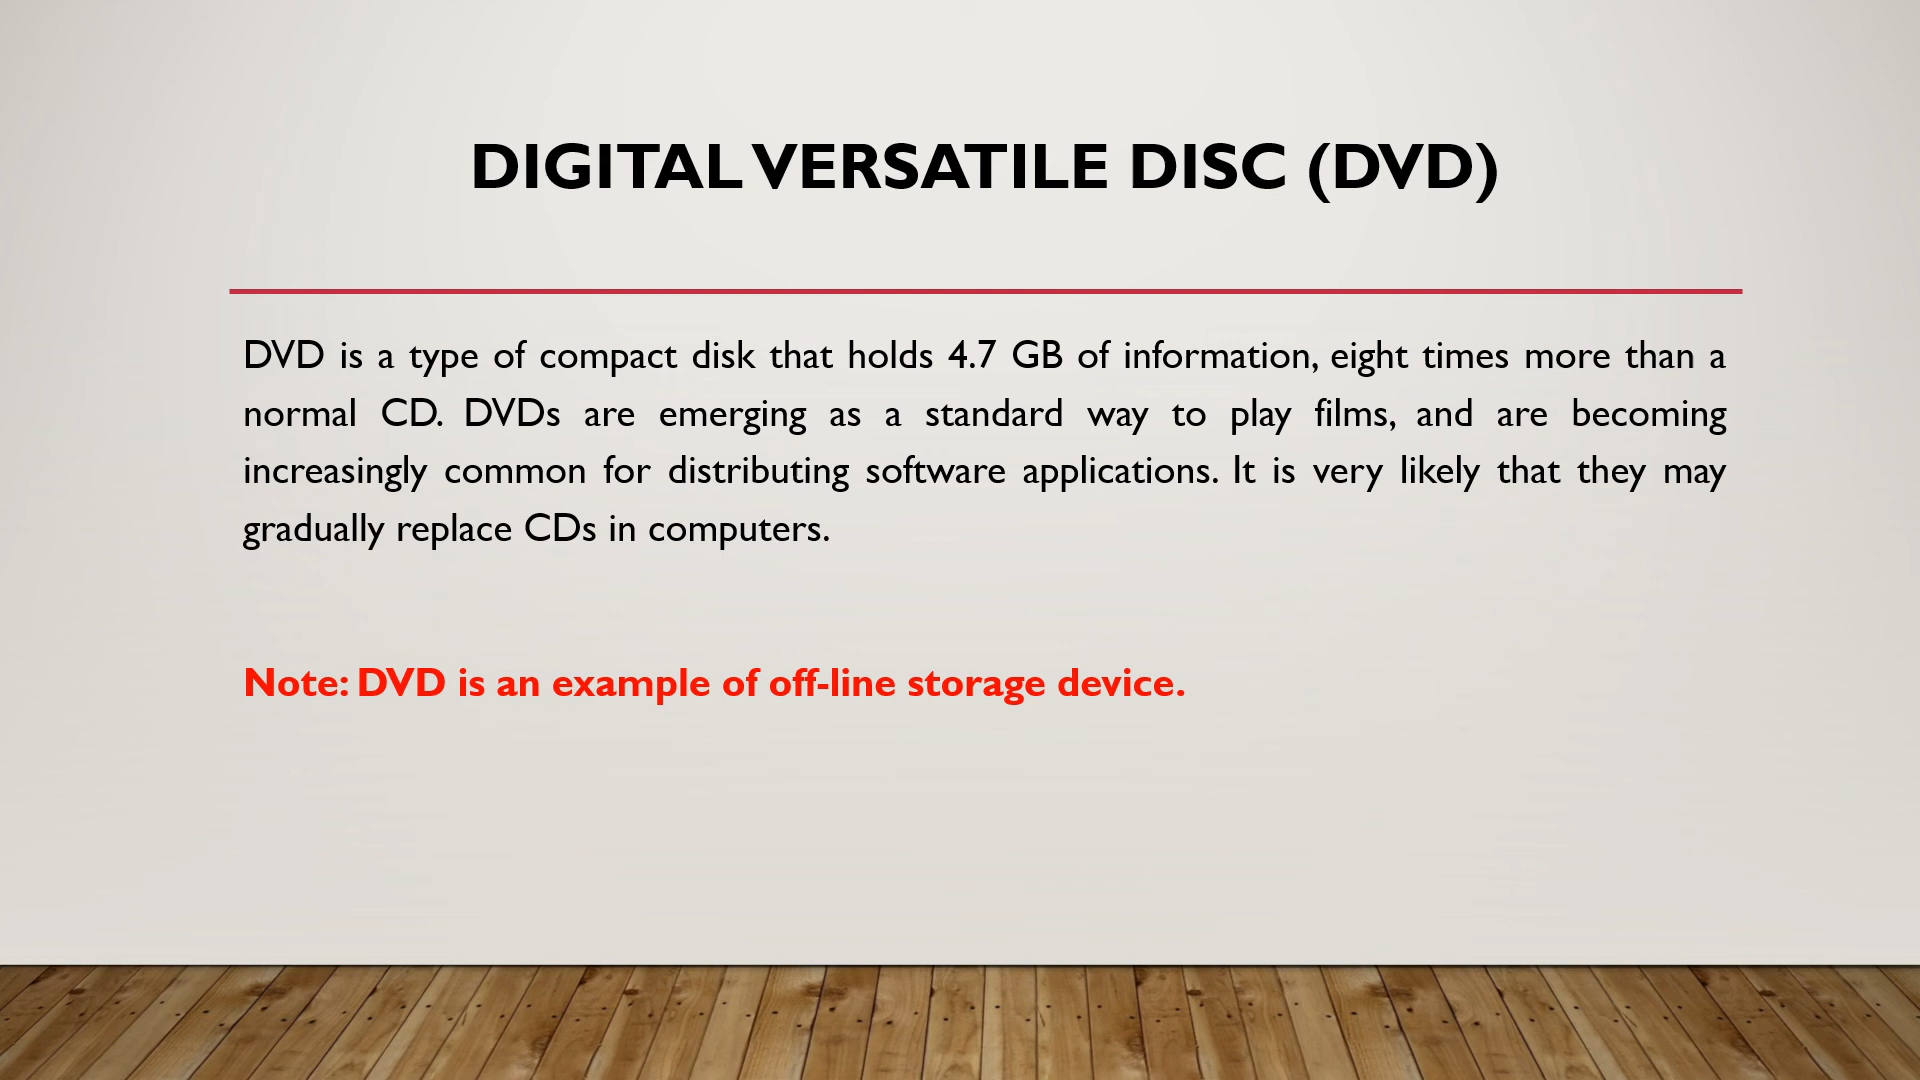 DIGITAL VERSATILE DISC (DVD)
DVD is a type of compact disk that holds 4.7 GB of information, eight times more than a
normal CD. DVDs are emerging as a standard way to play films, and are becoming
increasingly common for distributing software applications. It is very likely that they may
gradually replace CDs in computers.
Note: DVD is an example of off-line storage device.